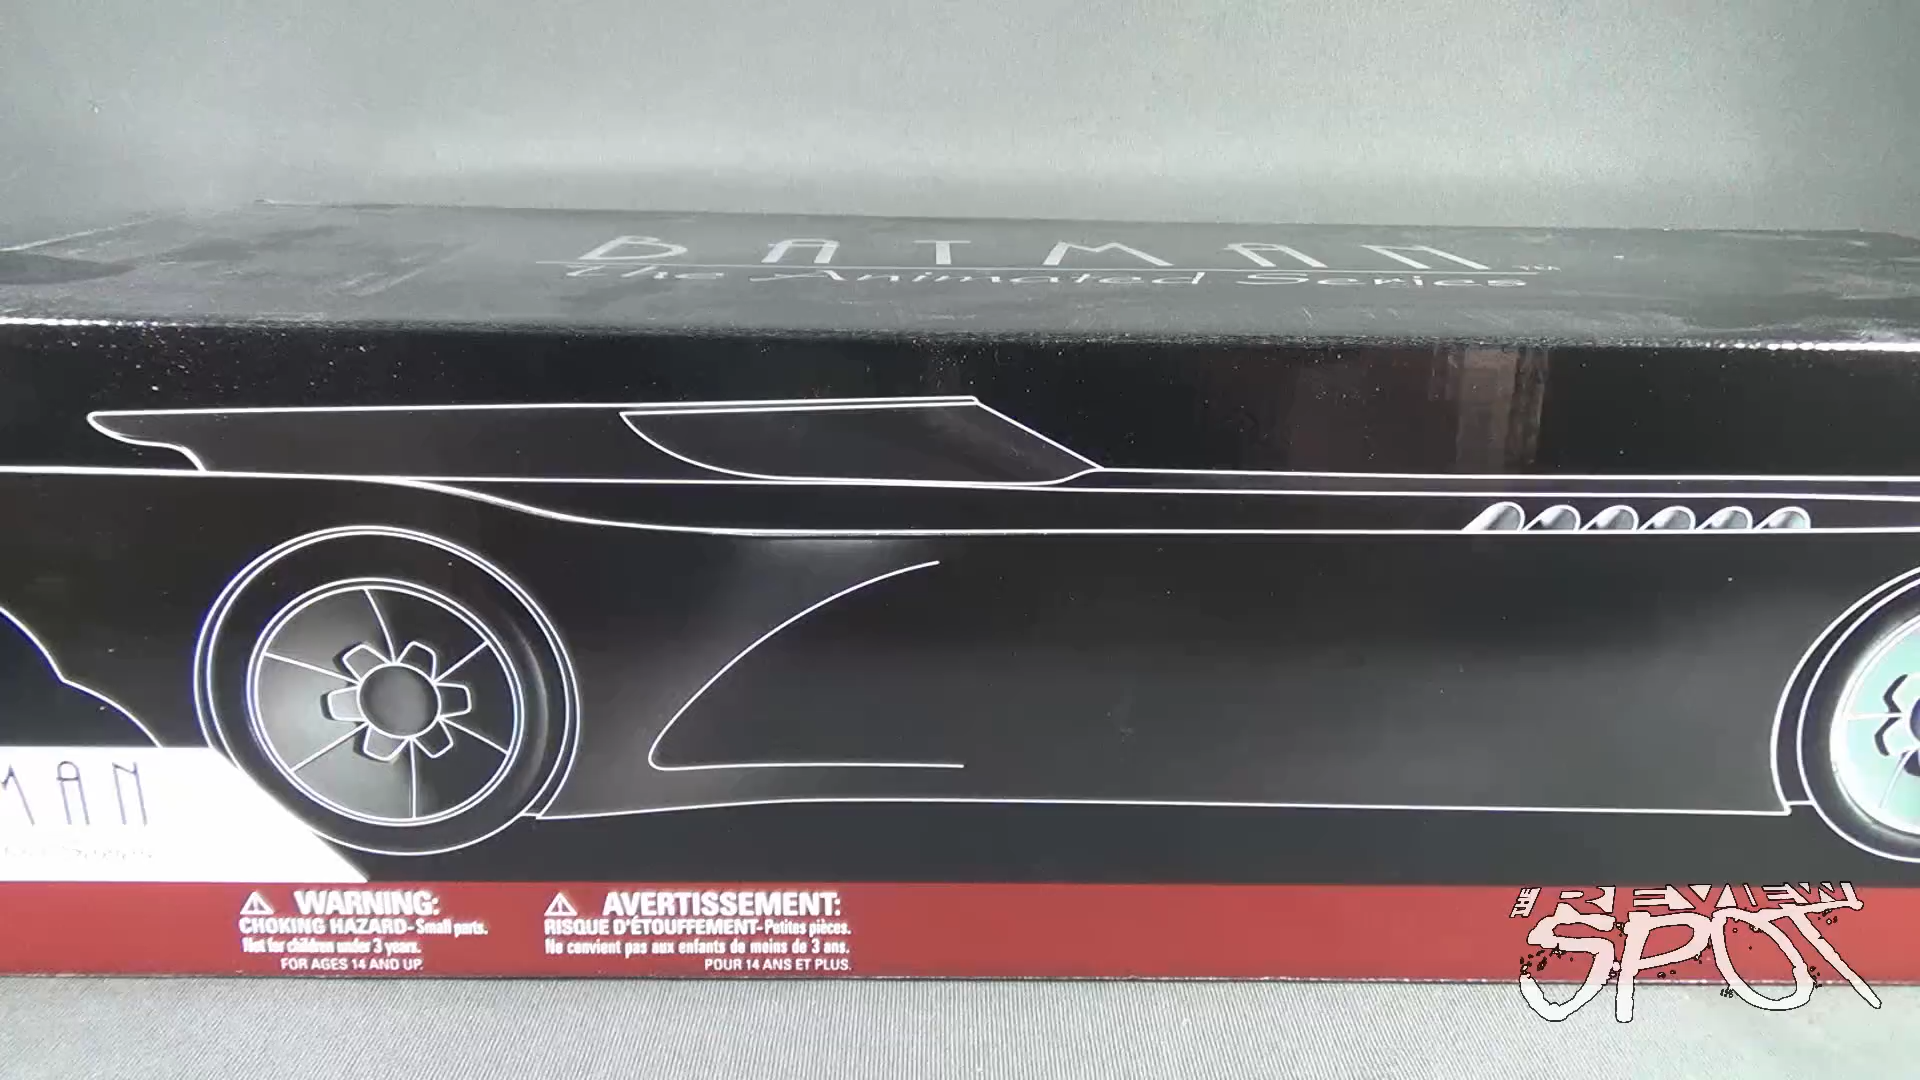 BATMAN
The Animated Series
MAN
WARNING:
CHOKING HAZARD-Small parts.
Not for children under 3 years.
FOR AGES 14 AND UP.
AVERTISSEMENT:
RISQUE D'ÉTOUFFEMENT-Petites pièces.
Ne convient pas aux enfants de moins de 3 ans.
POUR 14 ANS ET PLUS.
THE REVIEW
SPOT